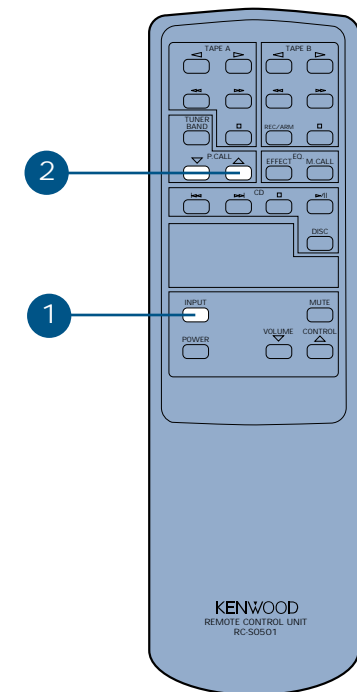 TAPE A TAPE B
TUNER
BAND
REC/ARM
P.CALL
EQ.
EFFECT M.CALL
2
CD
DISC
1
INPUT MUTE
POWER VOLUME CONTROL
KENWOOD
REMOTE CONTROL UNIT
RC-S0501